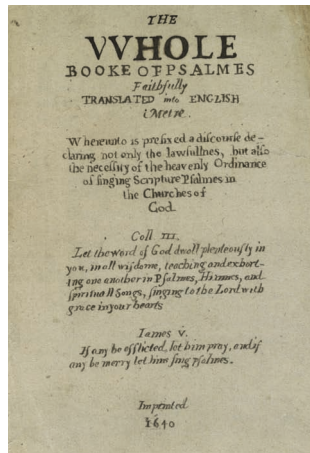 THE
VVHOLE
BOOKE OF PSALMES
Faithfully
TRANSLATED into ENGLISH
Metre.
Whereunto is prefixed a discourse de-
claring not only the lawfullnes, but also
the necessity of the heavenly Ordinance
of singing Scripture Psalmes in
the Churches of
God.
Coll. III.
Let the word of God dwell plenteously in
you, in all wisdome, teaching and exhort-
ing one another in Psalmes, Himnes, and
spirituall Songs, singing to the Lord with
grace in your hearts
Iames V.
If any be afflicted, let him pray, and if
any be merry let him sing psalmes.
Imprinted
1640